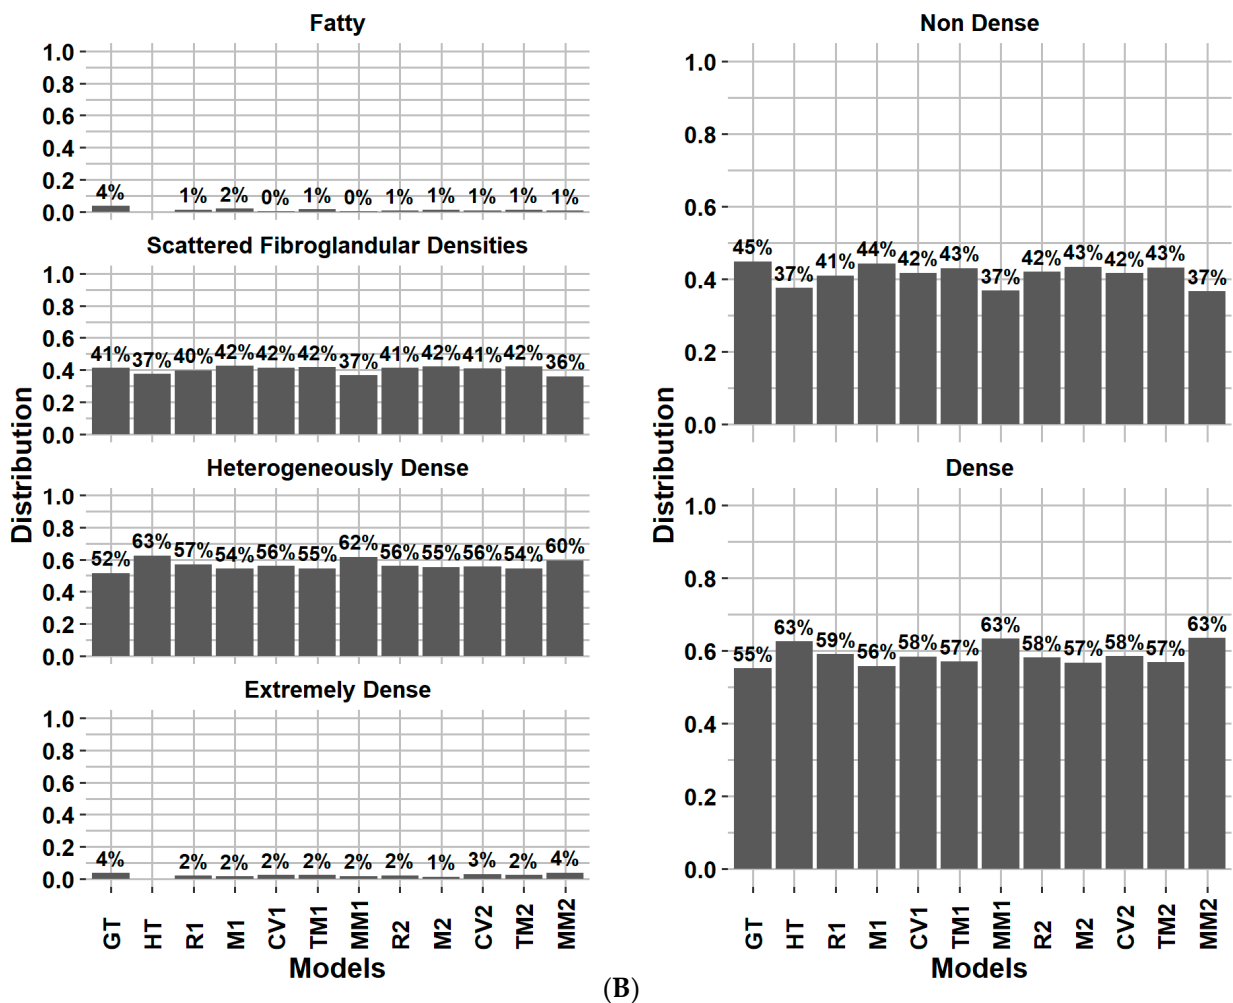 Fatty
1.0
0.8
0.6
0.4
0.2
0.0
4% 1% 2% 0% 1% 0% 1% 1% 1% 1% 1%
Scattered Fibroglandular Densities
1.0
0.8
0.6
0.4
0.2
0.0
41% 37% 40% 42% 42% 42% 37% 41% 42% 41% 42% 36%
Heterogeneously Dense
1.0
0.8
0.6
0.4
0.2
0.0
52% 63% 57% 54% 56% 55% 62% 56% 55% 56% 54% 60%
Extremely Dense
1.0
0.8
0.6
0.4
0.2
0.0
4% 2% 2% 2% 2% 2% 2% 1% 3% 2% 4%
Distribution
GT HT R1 M1 CV1 TM1 MM1 R2 M2 CV2 TM2 MM2
Models
Non Dense
1.0
0.8
0.6
0.4
0.2
0.0
45% 37% 41% 44% 42% 43% 37% 42% 43% 42% 43% 37%
Dense
1.0
0.8
0.6
0.4
0.2
0.0
55% 63% 59% 56% 58% 57% 63% 58% 57% 58% 57% 63%
Distribution
GT HT R1 M1 CV1 TM1 MM1 R2 M2 CV2 TM2 MM2
Models
(B)